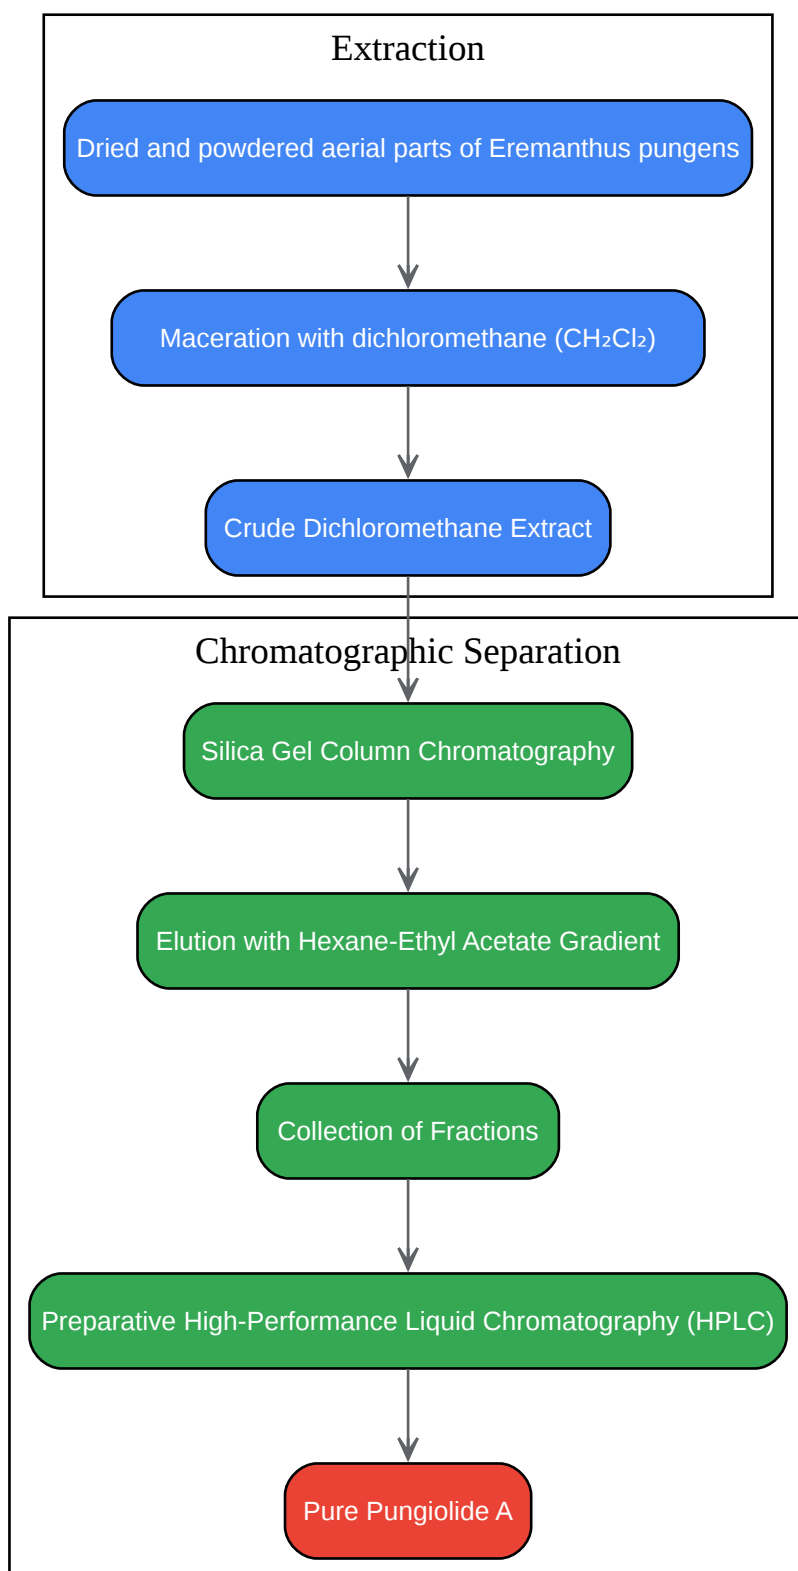 Extraction
Dried and powdered aerial parts of Eremanthus pungens
Maceration with dichloromethane (CH₂Cl₂)
Crude Dichloromethane Extract
Chromatographic Separation
Silica Gel Column Chromatography
Elution with Hexane-Ethyl Acetate Gradient
Collection of Fractions
Preparative High-Performance Liquid Chromatography (HPLC)
Pure Pungiolide A